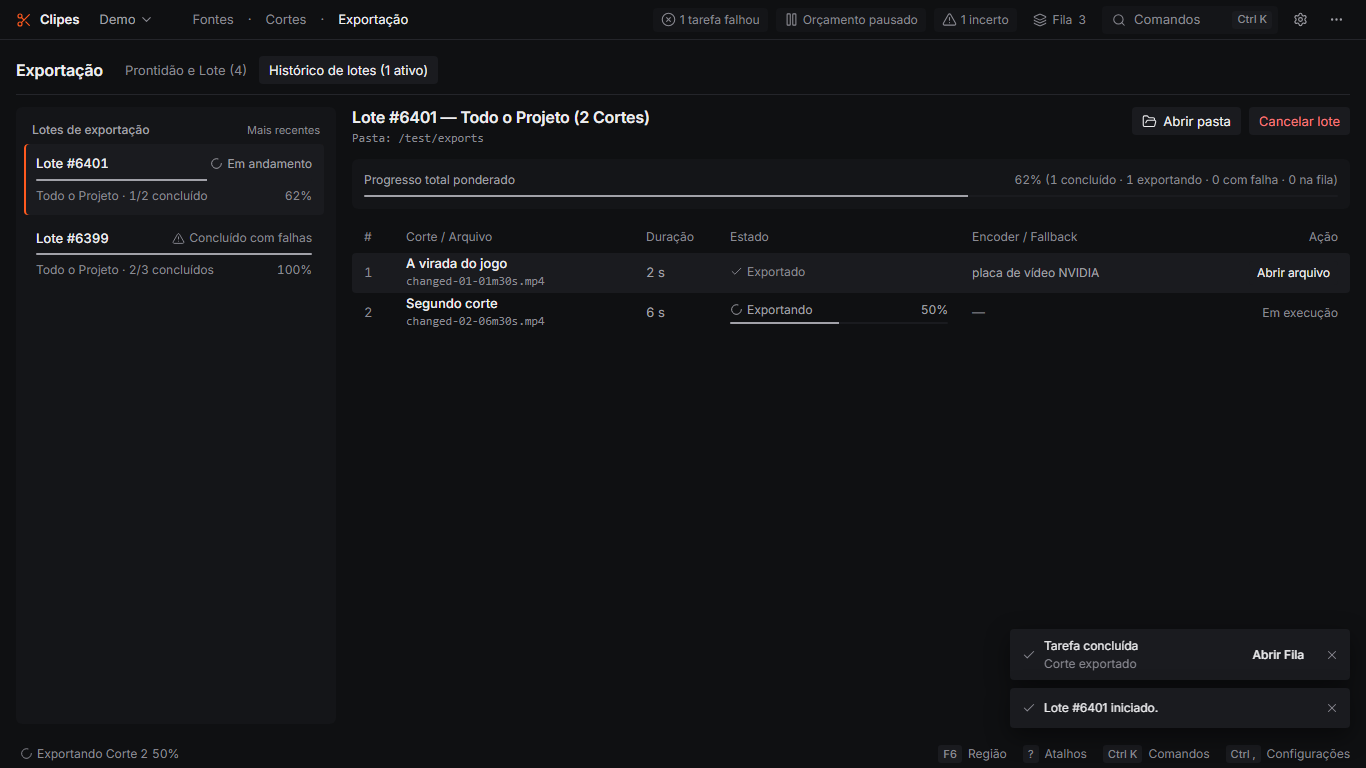 Clipes Demo Fontes · Cortes · Exportação 1 tarefa falhou Orçamento pausado 1 incerto Fila 3 Comandos Ctrl K
Exportação Prontidão e Lote (4) Histórico de lotes (1 ativo)
Lotes de exportação Mais recentes
Lote #6401 Em andamento
Todo o Projeto · 1/2 concluído 62%
Lote #6399 Concluído com falhas
Todo o Projeto · 2/3 concluídos 100%
Lote #6401 — Todo o Projeto (2 Cortes)
Pasta: /test/exports
Abrir pasta Cancelar lote
Progresso total ponderado 62% (1 concluído · 1 exportando · 0 com falha · 0 na fila)
# Corte / Arquivo Duração Estado Encoder / Fallback Ação
1 A virada do jogo 2 s Exportado placa de vídeo NVIDIA Abrir arquivo
changed-01-01m30s.mp4
2 Segundo corte 6 s Exportando 50% — Em execução
changed-02-06m30s.mp4
Tarefa concluída
Corte exportado
Abrir Fila
Lote #6401 iniciado.
Exportando Corte 2 50% F6 Região ? Atalhos Ctrl K Comandos Ctrl , Configurações